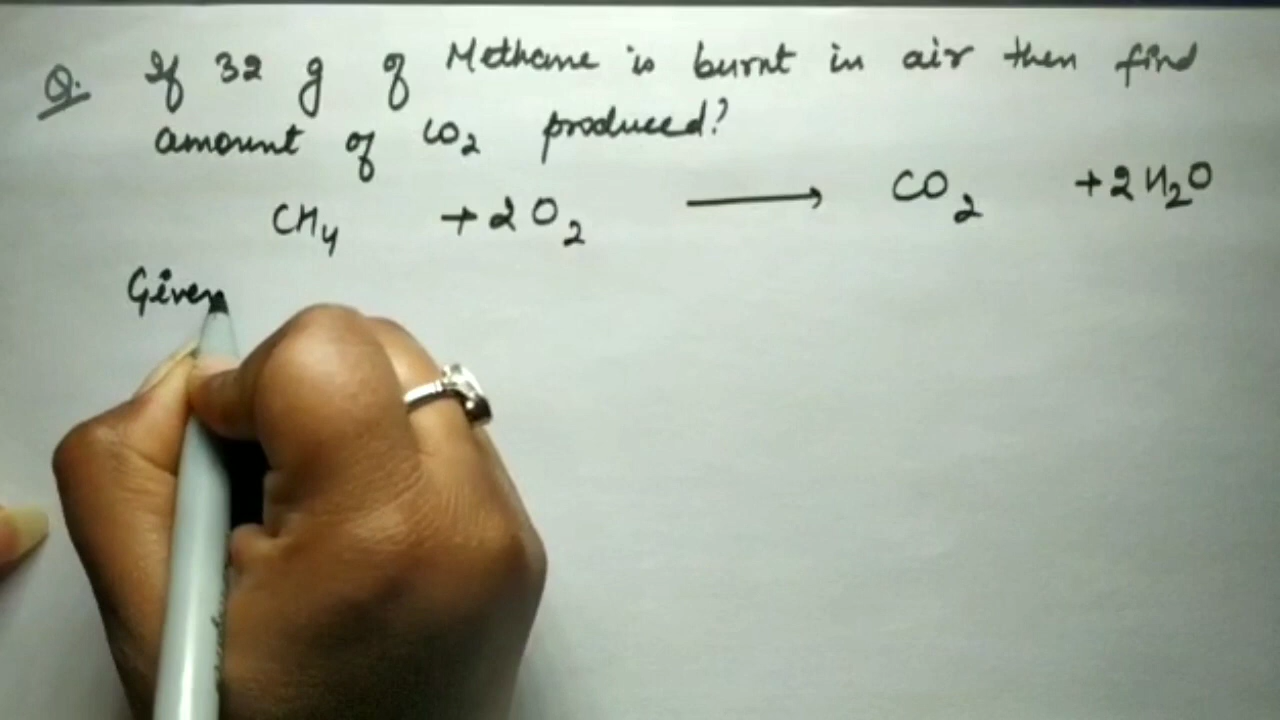 Q. If 32 g of Methane is burnt in air then find
amount of CO2 produced?
CH4 + 2O2 ⟶ CO2 + 2H2O
Given